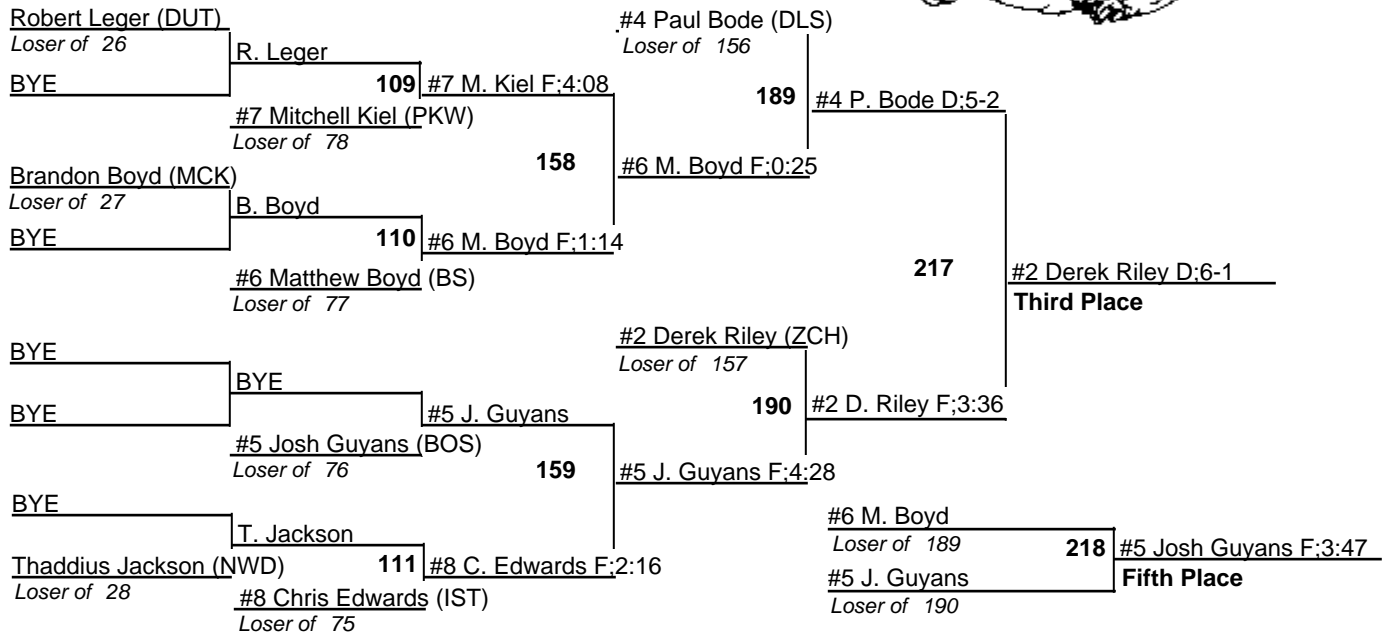 Robert Leger (DUT)
Loser of 26
R. Leger
BYE
109
#7 M. Kiel F;4:08
#7 Mitchell Kiel (PKW)
Loser of 78
158
Brandon Boyd (MCK)
Loser of 27
B. Boyd
BYE
110
#6 M. Boyd F;1:14
#6 Matthew Boyd (BS)
Loser of 77
#4 Paul Bode (DLS)
Loser of 156
189
#4 P. Bode D;5-2
#6 M. Boyd F;0:25
217
#2 Derek Riley D;6-1
Third Place
BYE
BYE
BYE
#5 J. Guyans
#5 Josh Guyans (BOS)
Loser of 76
159
BYE
T. Jackson
Thaddius Jackson (NWD)
Loser of 28
111
#8 C. Edwards F;2:16
#8 Chris Edwards (IST)
Loser of 75
#2 Derek Riley (ZCH)
Loser of 157
190
#2 D. Riley F;3:36
#5 J. Guyans F;4:28
#6 M. Boyd
Loser of 189
218
#5 Josh Guyans F;3:47
Fifth Place
#5 J. Guyans
Loser of 190